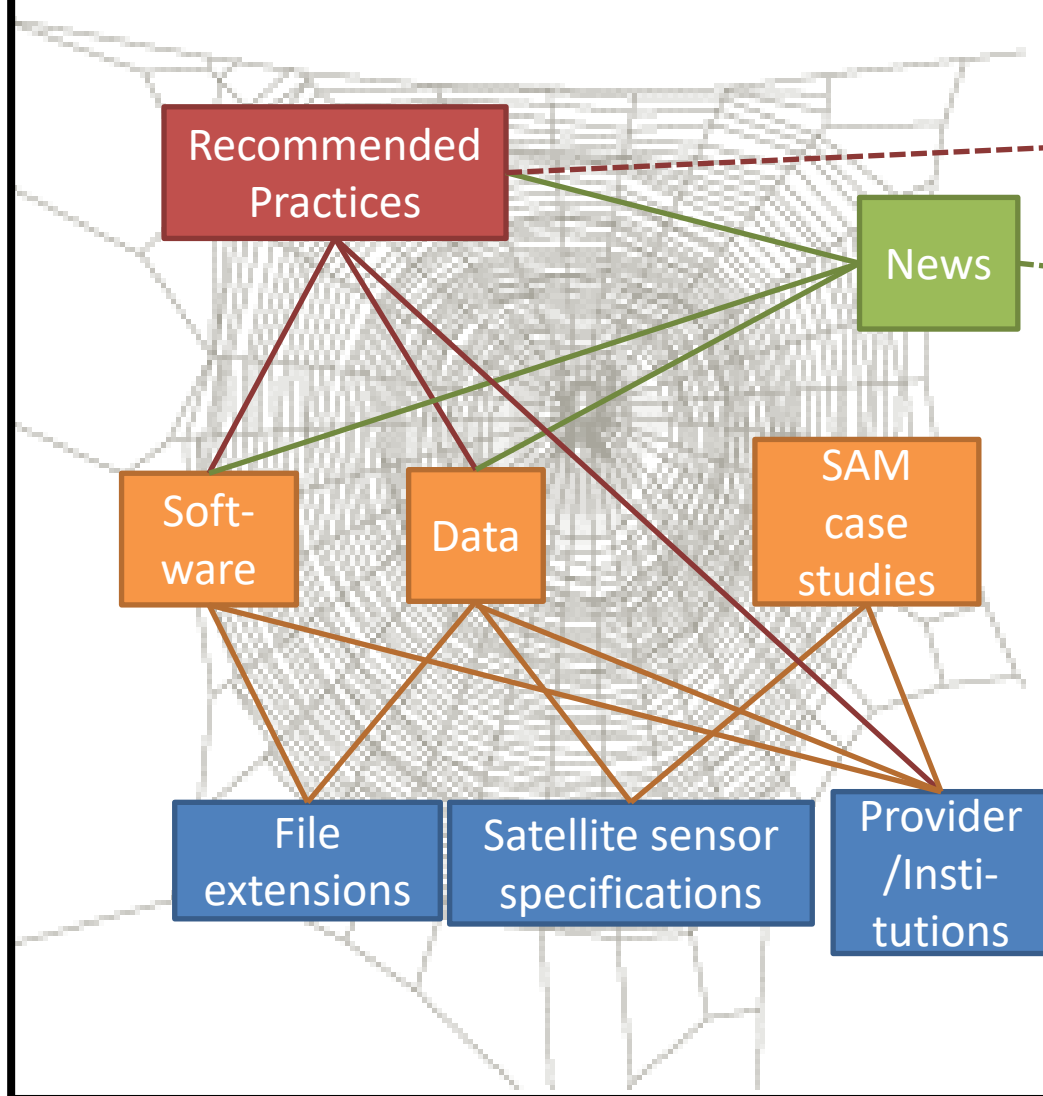 Recommended
Practices
News
Soft-
ware
Data
SAM
case
studies
File
extensions
Satellite sensor
specifications
Provider
/Insti-
tutions